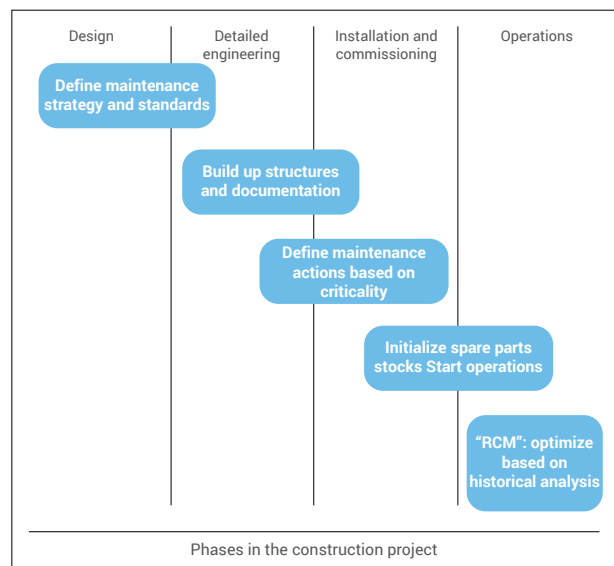 Design
Detailed
engineering
Installation and
commissioning
Operations
Define maintenance
strategy and standards
Build up structures
and documentation
Define maintenance
actions based on
criticality
Initialize spare parts
stocks Start operations
“RCM”: optimize
based on
historical analysis
Phases in the construction project